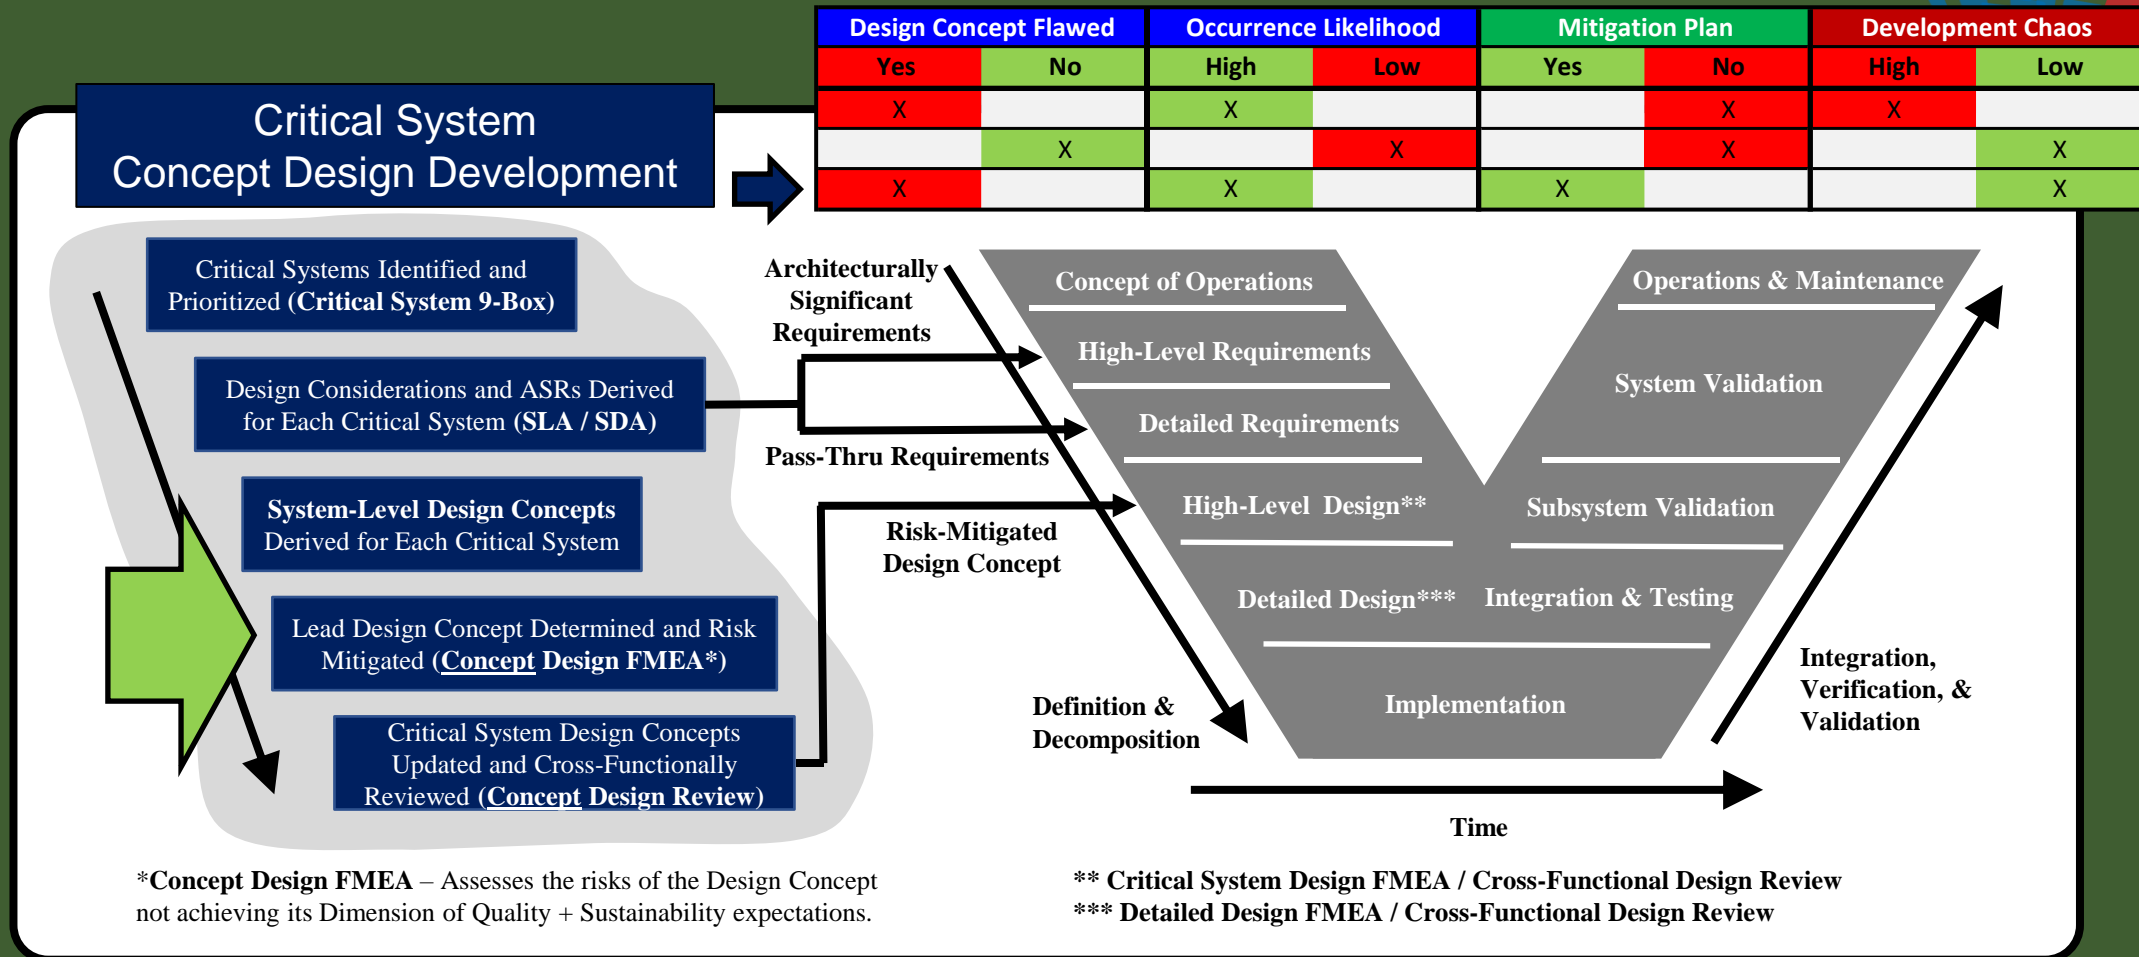 Design Concept Flawed Occurrence Likelihood Mitigation Plan Development Chaos
Yes No High Low Yes No High Low
X X X X
X X X X
X X X X
Critical System
Concept Design Development
Critical Systems Identified and
Prioritized (Critical System 9-Box)
Design Considerations and ASRs Derived
for Each Critical System (SLA / SDA)
System-Level Design Concepts
Derived for Each Critical System
Lead Design Concept Determined and Risk
Mitigated (Concept Design FMEA*)
Critical System Design Concepts
Updated and Cross-Functionally
Reviewed (Concept Design Review)
Architecturally
Significant
Requirements
Pass-Thru Requirements
Risk-Mitigated
Design Concept
Definition &
Decomposition
Concept of Operations
High-Level Requirements
Detailed Requirements
High-Level Design**
Detailed Design***
Implementation
Operations & Maintenance
System Validation
Subsystem Validation
Integration & Testing
Integration,
Verification, &
Validation
Time
*Concept Design FMEA – Assesses the risks of the Design Concept
not achieving its Dimension of Quality + Sustainability expectations.
** Critical System Design FMEA / Cross-Functional Design Review
*** Detailed Design FMEA / Cross-Functional Design Review